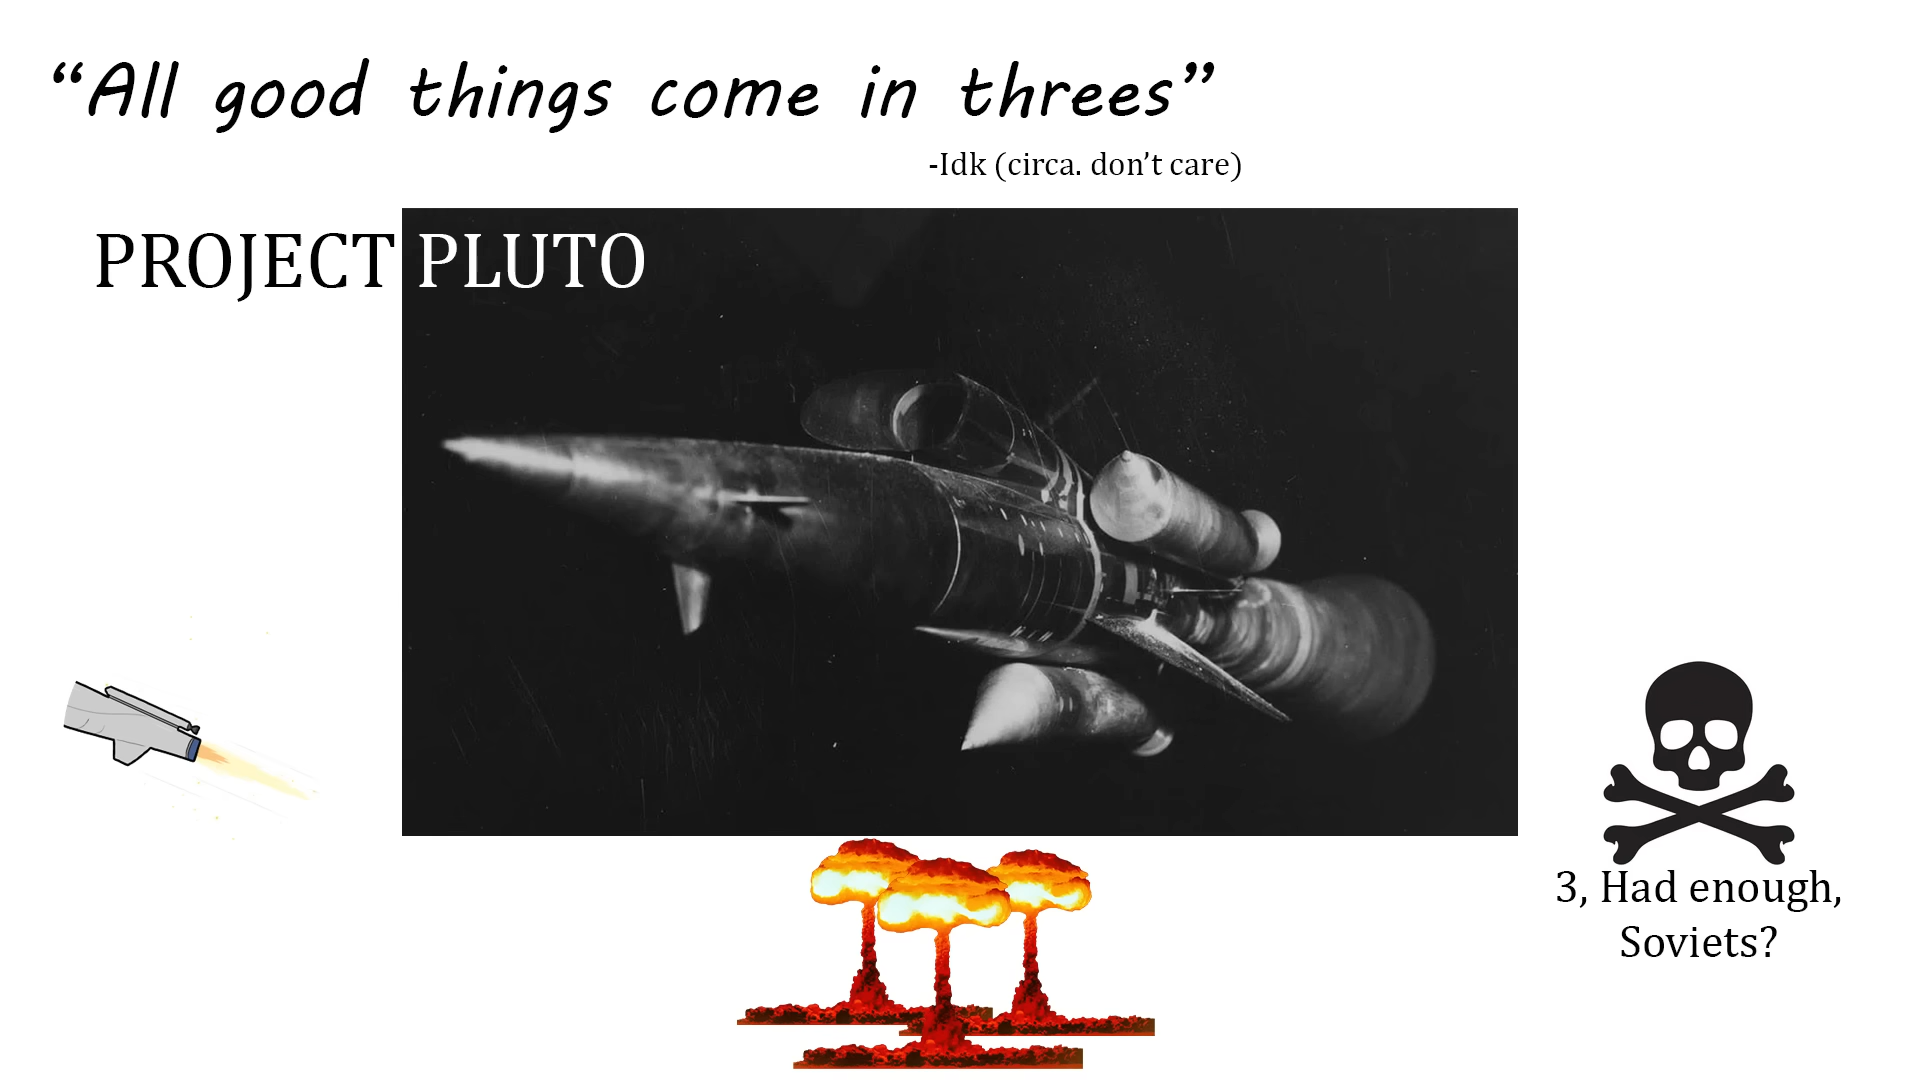 “All good things come in threes”
-Idk (circa. don’t care)
PROJECT PLUTO
3, Had enough,
Soviets?